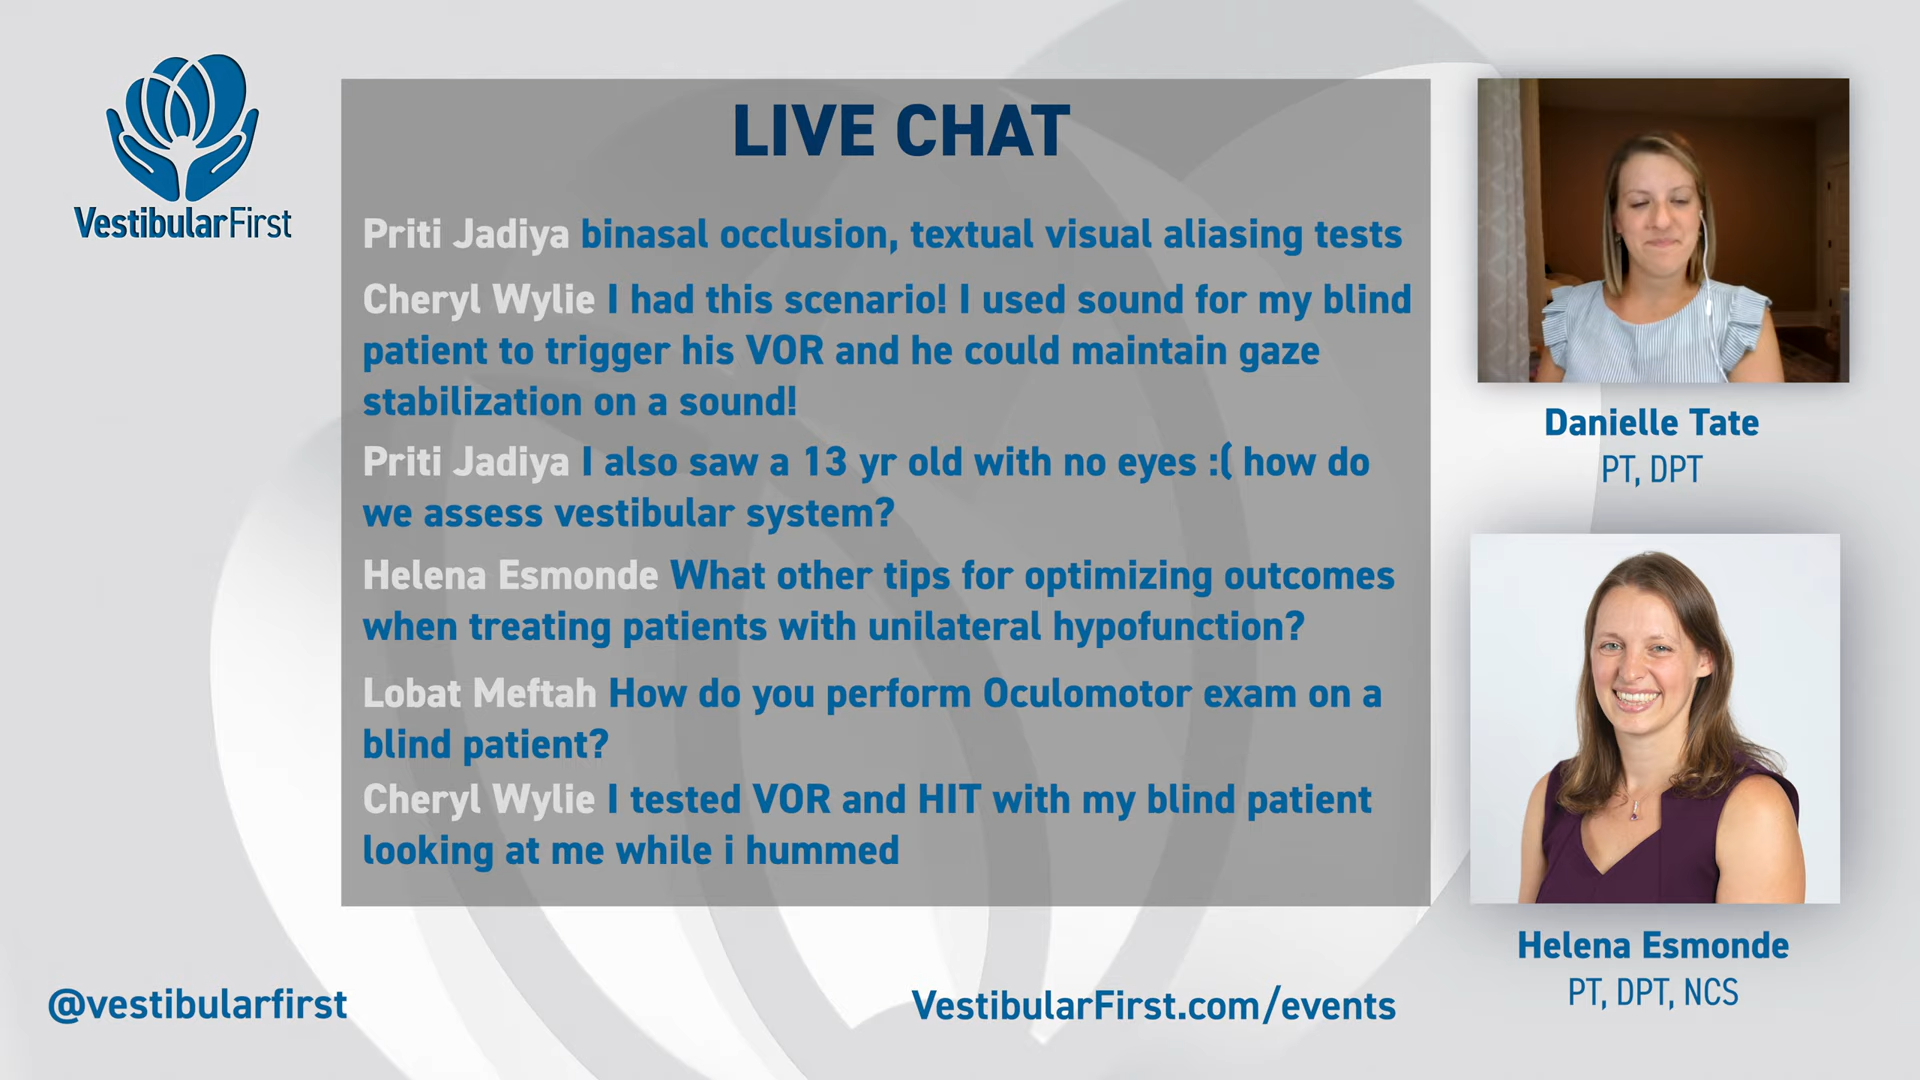 VestibularFirst
LIVE CHAT
Priti Jadiya binasal occlusion, textual visual aliasing tests
Cheryl Wylie I had this scenario! I used sound for my blind
patient to trigger his VOR and he could maintain gaze
stabilization on a sound!
Priti Jadiya I also saw a 13 yr old with no eyes :( how do
we assess vestibular system?
Helena Esmonde What other tips for optimizing outcomes
when treating patients with unilateral hypofunction?
Lobat Meftah How do you perform Oculomotor exam on a
blind patient?
Cheryl Wylie I tested VOR and HIT with my blind patient
looking at me while i hummed
Danielle Tate
PT, DPT
Helena Esmonde
PT, DPT, NCS
@vestibularfirst
VestibularFirst.com/events